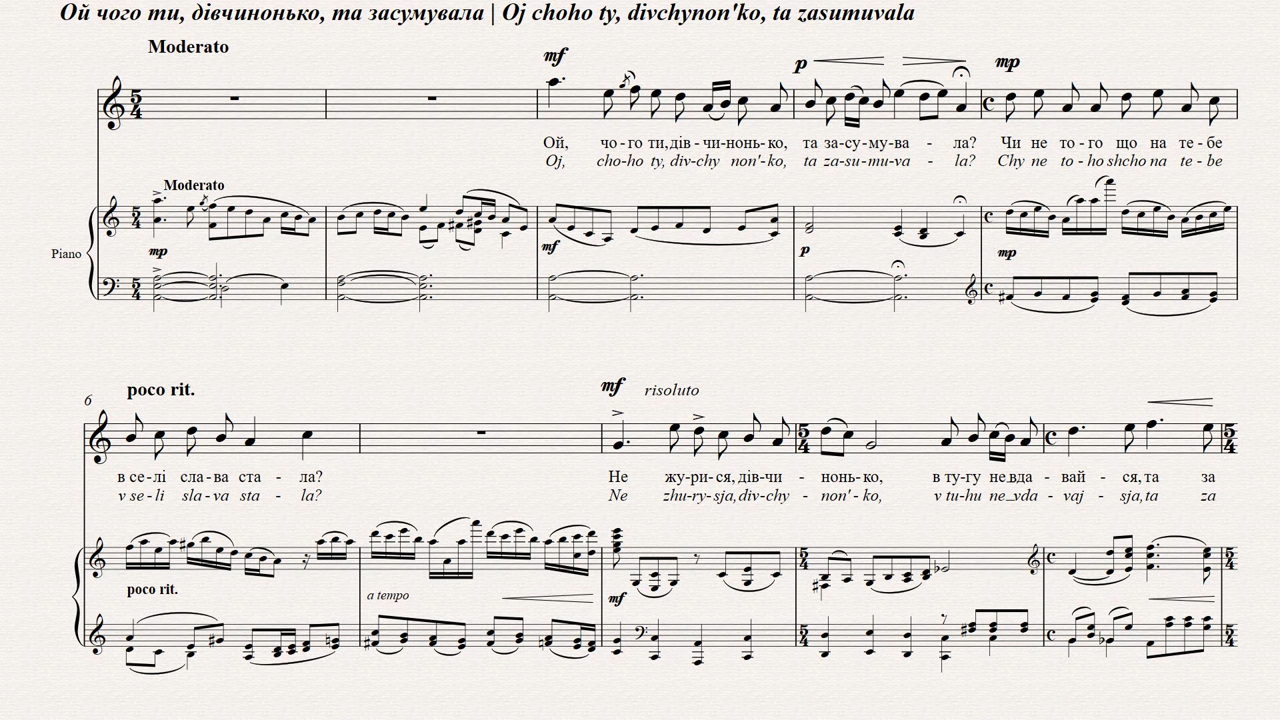 Ой чого ти, дівчинонько, та засумувала | Oj choho ty, divchynon'ko, ta zasumuvala
Moderato
mf
p
mp
5 4
Ой, чо - го ти, дів - чи - нонь - ко, та за - су - му - ва - ла? Чи не то - го що на те - бе
Oj, cho - ho ty, div - chy non' - ko, ta za - su - mu - va - la? Chy ne to - ho shcho na te - be
Moderato
Piano
mp
mf
p
mp
6
poco rit.
mf
risoluto
в се - лі сла - ва ста - ла? Не жу - ри - ся, дів - чи - нонь - ко, в ту - гу не вда - вай - ся, та за
v se - li sla - va sta - la? Ne zhu - ry - sja, div - chy - non' - ko, v tu - hu ne_vda - vaj - sja, ta za
poco rit.
a tempo
mf